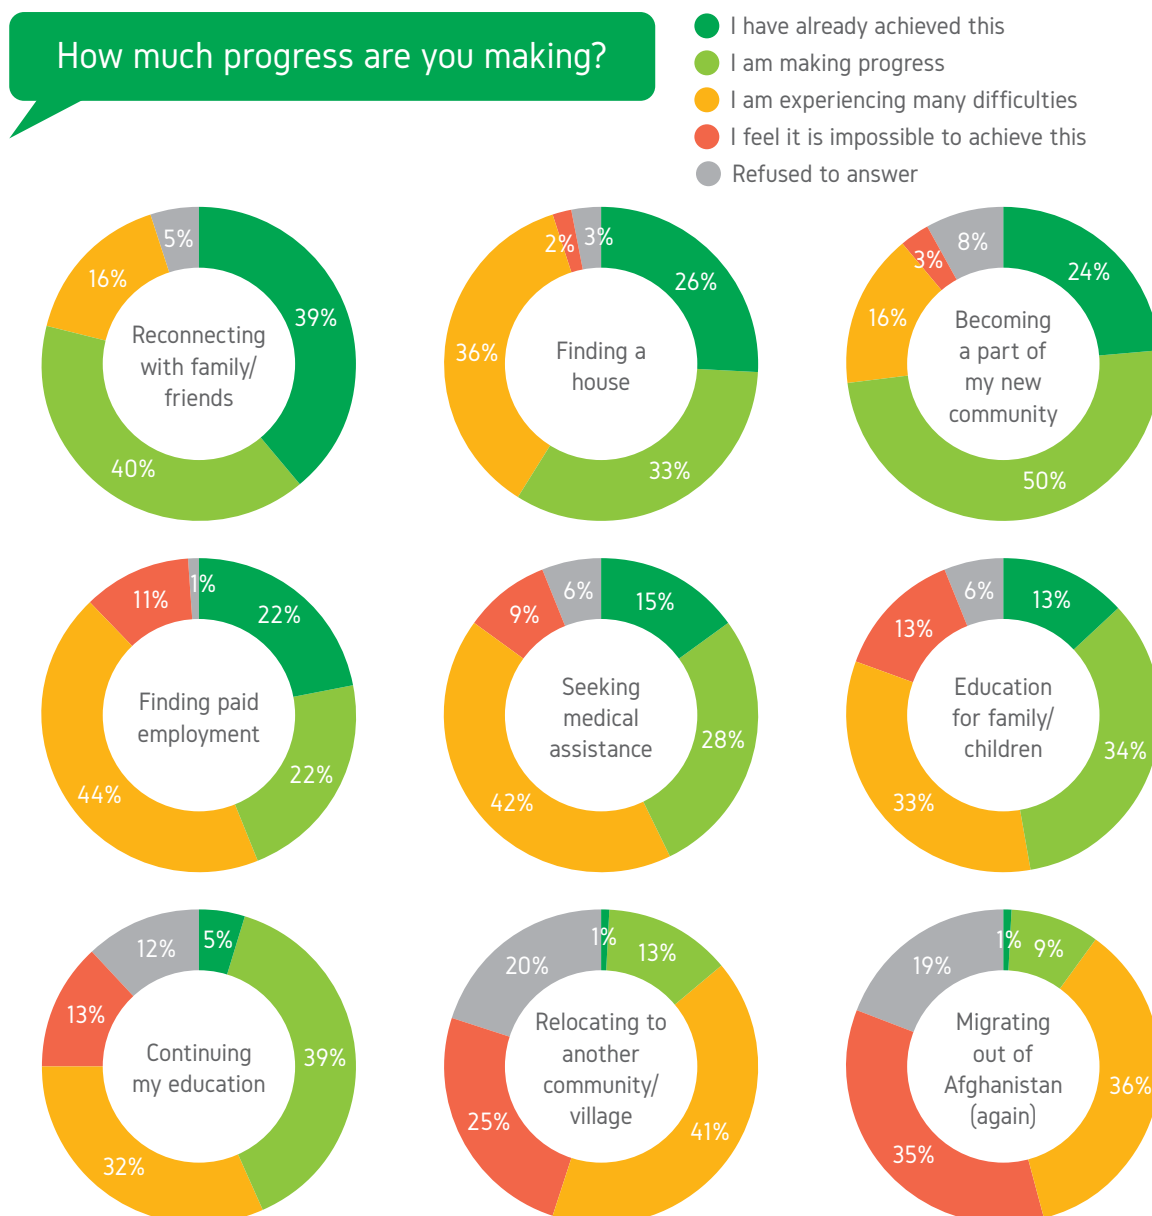 How much progress are you making?
I have already achieved this
I am making progress
I am experiencing many difficulties
I feel it is impossible to achieve this
Refused to answer
5%
16%
39%
40%
Reconnecting
with family/
friends
2%
3%
26%
36%
33%
Finding a
house
8%
3%
24%
16%
50%
Becoming
a part of
my new
community
1%
11%
22%
44%
22%
Finding paid
employment
6%
9%
15%
28%
42%
Seeking
medical
assistance
6%
13%
13%
34%
33%
Education
for family/
children
12%
5%
13%
39%
32%
Continuing
my education
1%
13%
20%
25%
41%
Relocating to
another
community/
village
1%
9%
19%
36%
35%
Migrating
out of
Afghanistan
(again)